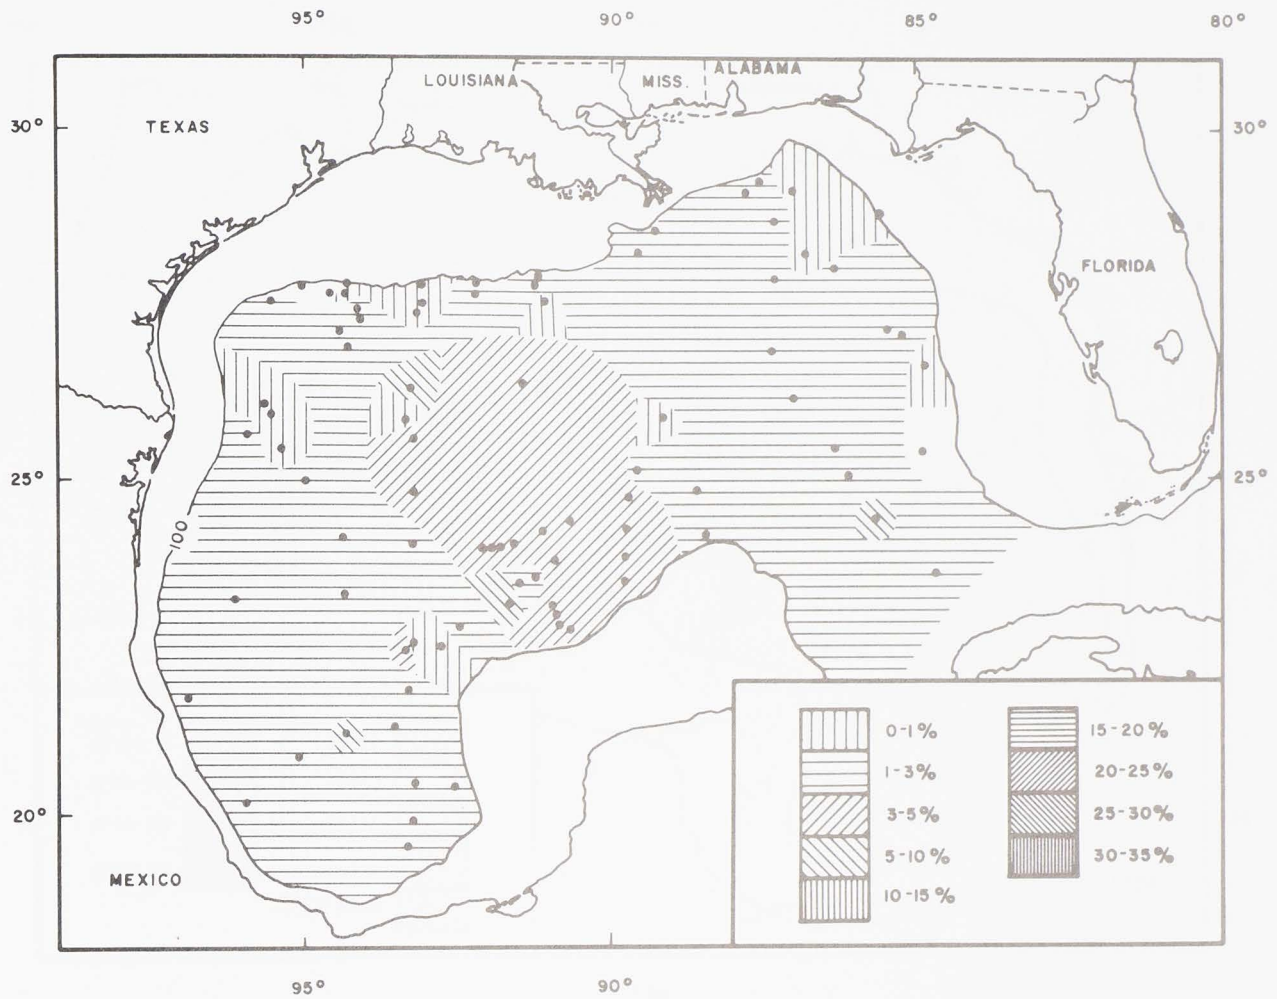 95° 90° 85° 80°
LOUISIANA MISS. ALABAMA
30° TEXAS 30°
FLORIDA
25° 25°
100
0-1% 15-20%
1-3% 20-25%
3-5% 25-30%
5-10% 30-35%
10-15%
20°
MEXICO
95° 90°